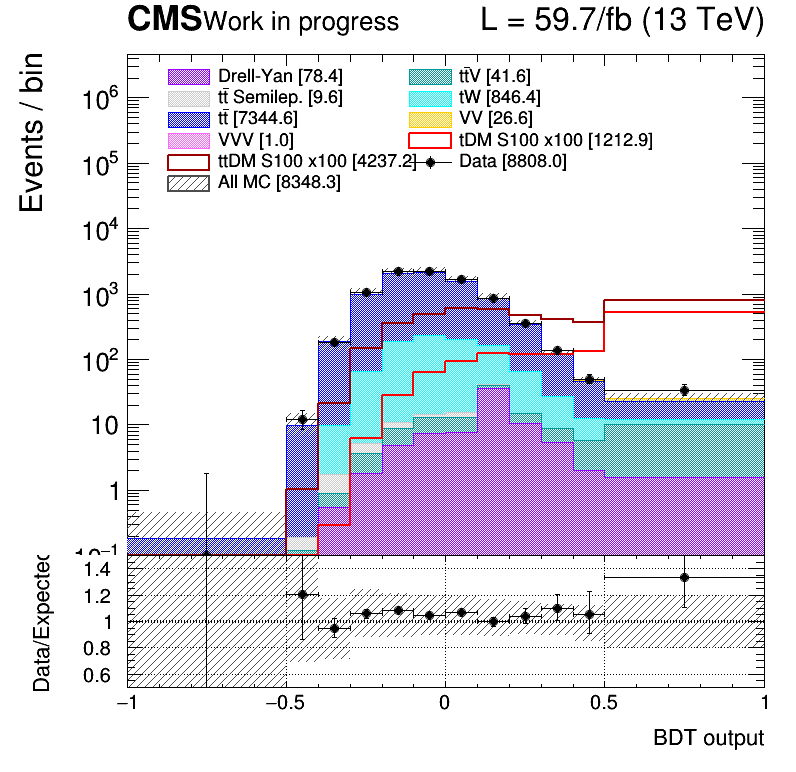 CMS Work in progress L = 59.7/fb (13 TeV)
Events / bin
Drell-Yan [78.4] tt̄V [41.6]
tt̄ Semilep. [9.6] tW [846.4]
tt̄ [7344.6] VV [26.6]
VVV [1.0] tDM S100 x100 [1212.9]
ttDM S100 x100 [4237.2] Data [8808.0]
All MC [8348.3]
10⁶
10⁵
10⁴
10³
10²
10
1
10⁻¹
Data/Expected
1.4
1.2
1
0.8
0.6
−1 −0.5 0 0.5 1
BDT output